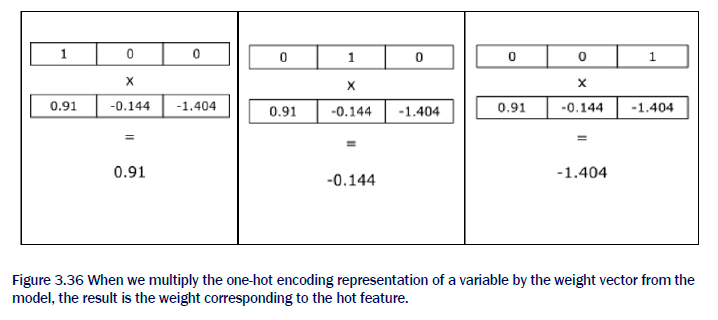 1 0 0
x
0.91 -0.144 -1.404
=
0.91
0 1 0
x
0.91 -0.144 -1.404
=
-0.144
0 0 1
x
0.91 -0.144 -1.404
=
-1.404
Figure 3.36 When we multiply the one-hot encoding representation of a variable by the weight vector from the
model, the result is the weight corresponding to the hot feature.